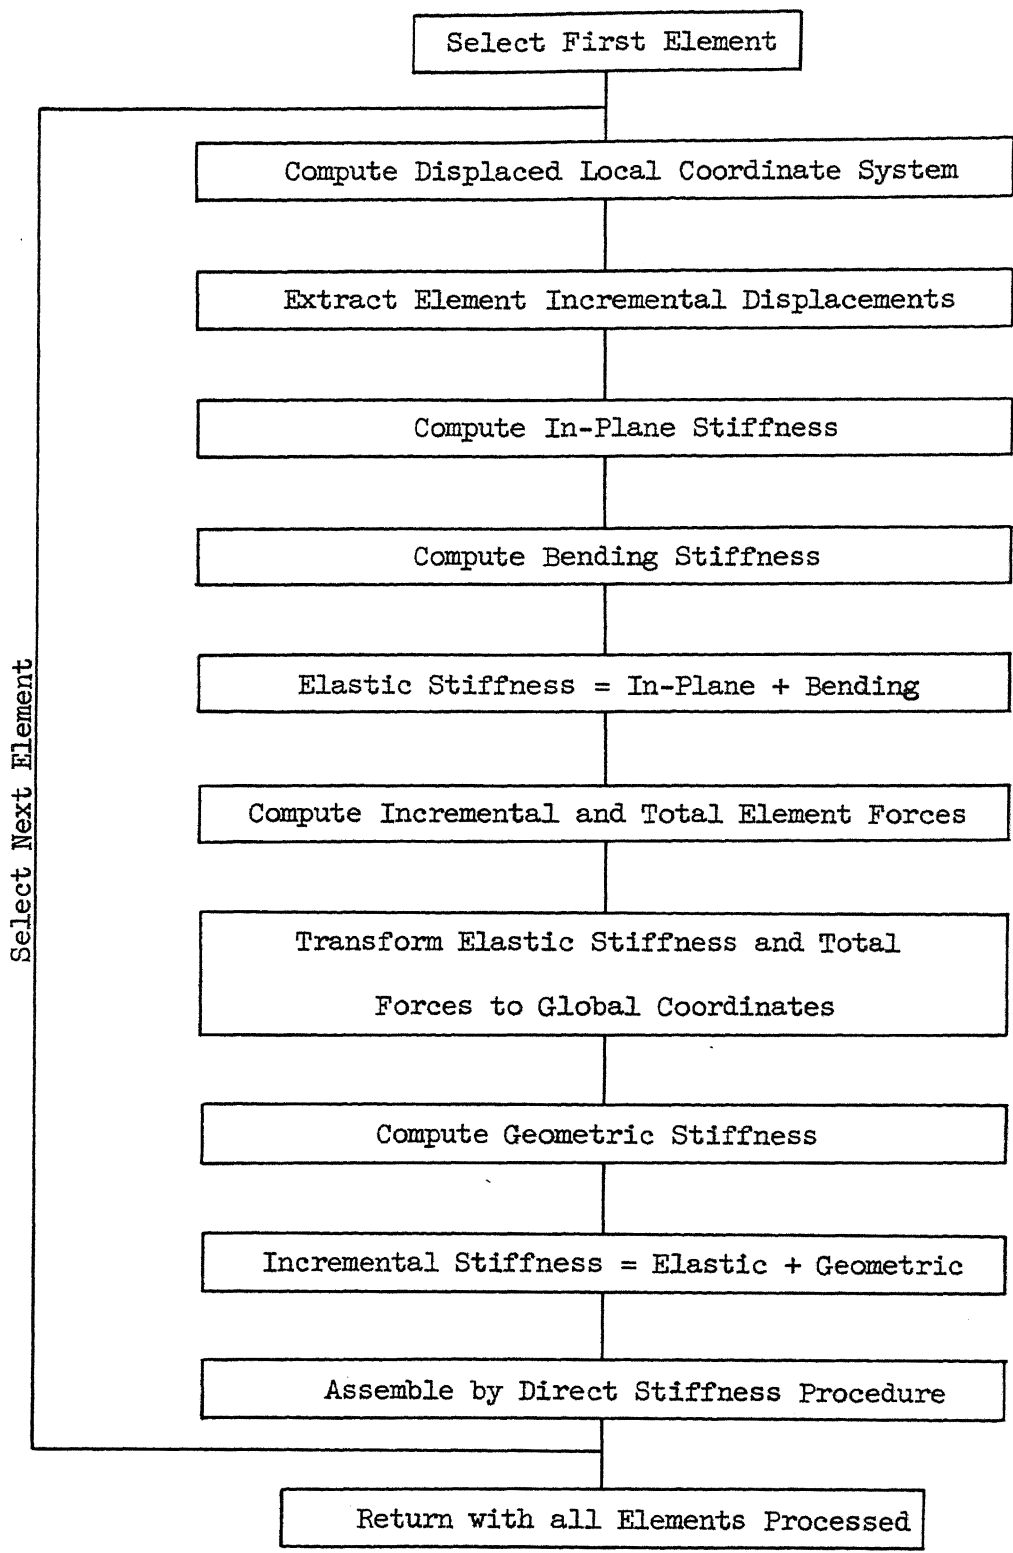 Select First Element
Compute Displaced Local Coordinate System
Extract Element Incremental Displacements
Compute In-Plane Stiffness
Compute Bending Stiffness
Elastic Stiffness = In-Plane + Bending
Compute Incremental and Total Element Forces
Transform Elastic Stiffness and Total
Forces to Global Coordinates
Compute Geometric Stiffness
Incremental Stiffness = Elastic + Geometric
Assemble by Direct Stiffness Procedure
Return with all Elements Processed
Select Next Element